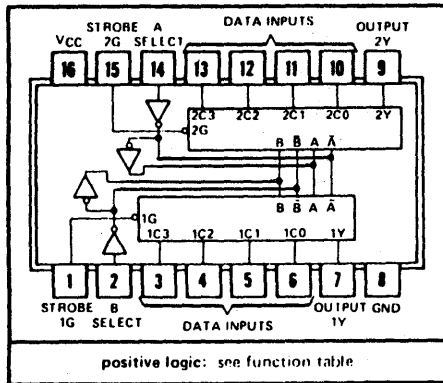 STROBE A DATA INPUTS OUTPUT
VCC 2G SELECT 2Y
16 15 14 13 12 11 10 9
2C3 2C2 2C1 2C0 2Y
2G
B B̅ A A̅
B B̅ A A̅
1G
1C3 1C2 1C1 1C0 1Y
1 2 3 4 5 6 7 8
STROBE B OUTPUT GND
1G SELECT DATA INPUTS 1Y
positive logic: see function table